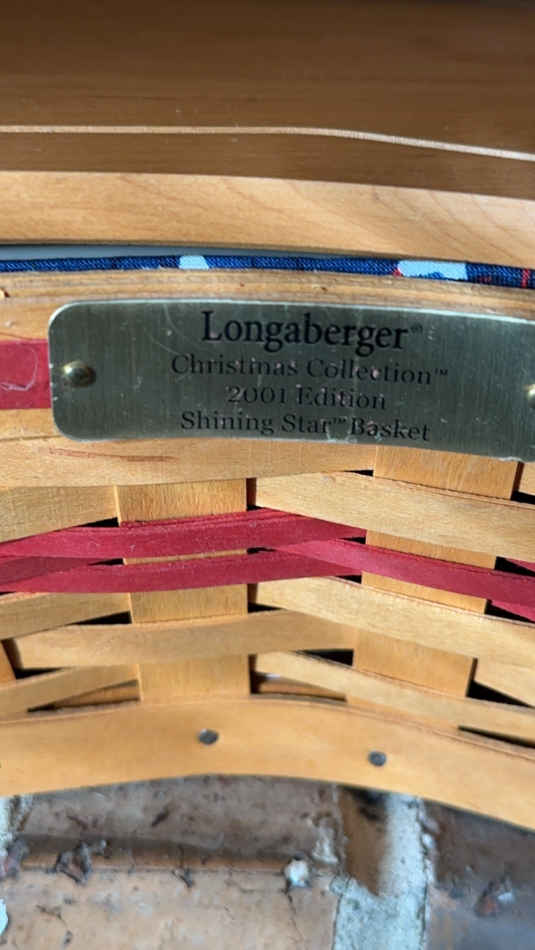 Longaberger®
Christmas Collection™
2001 Edition
Shining Star™ Basket